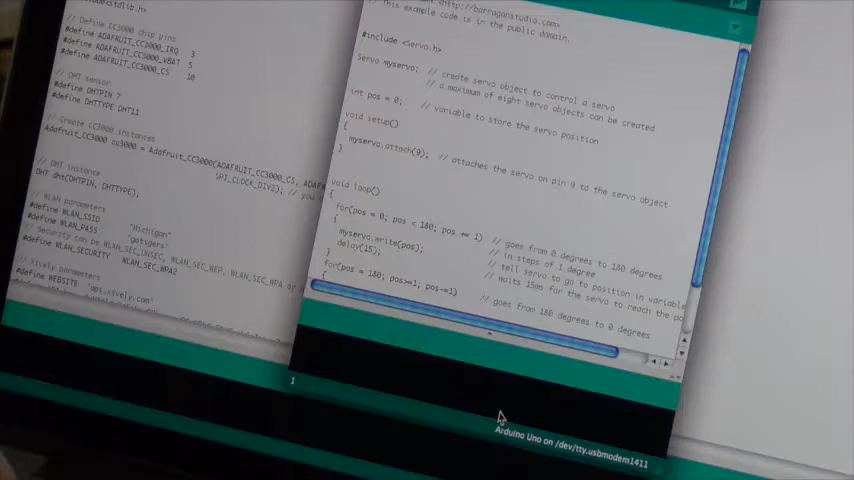 #include<stdlib.h>
// Define CC3000 chip pins
#define ADAFRUIT_CC3000_IRQ 3
#define ADAFRUIT_CC3000_VBAT 5
#define ADAFRUIT_CC3000_CS 10
// DHT sensor
#define DHTPIN 7
#define DHTTYPE DHT11
// Create CC3000 instances
Adafruit_CC3000 cc3000 = Adafruit_CC3000(ADAFRUIT_CC3000_CS, ADAF
SPI_CLOCK_DIV2); // you
// DHT instance
DHT dht(DHTPIN, DHTTYPE);
// WLAN parameters
#define WLAN_SSID "Michigan"
#define WLAN_PASS "gotigers"
// Security can be WLAN_SEC_UNSEC, WLAN_SEC_WEP, WLAN_SEC_WPA or
#define WLAN_SECURITY WLAN_SEC_WPA2
// Xively parameters
#define WEBSITE "api.xively.com"
<http://barraganstudio.com>
// This example code is in the public domain.
#include <Servo.h>
Servo myservo; // create servo object to control a servo
// a maximum of eight servo objects can be created
int pos = 0; // variable to store the servo position
void setup()
{
myservo.attach(9); // attaches the servo on pin 9 to the servo object
}
void loop()
{
for(pos = 0; pos < 180; pos += 1) // goes from 0 degrees to 180 degrees
{ // in steps of 1 degree
myservo.write(pos); // tell servo to go to position in variable
delay(15); // waits 15ms for the servo to reach the po
}
for(pos = 180; pos>=1; pos-=1) // goes from 180 degrees to 0 degrees
{
1
Arduino Uno on /dev/tty.usbmodem1411